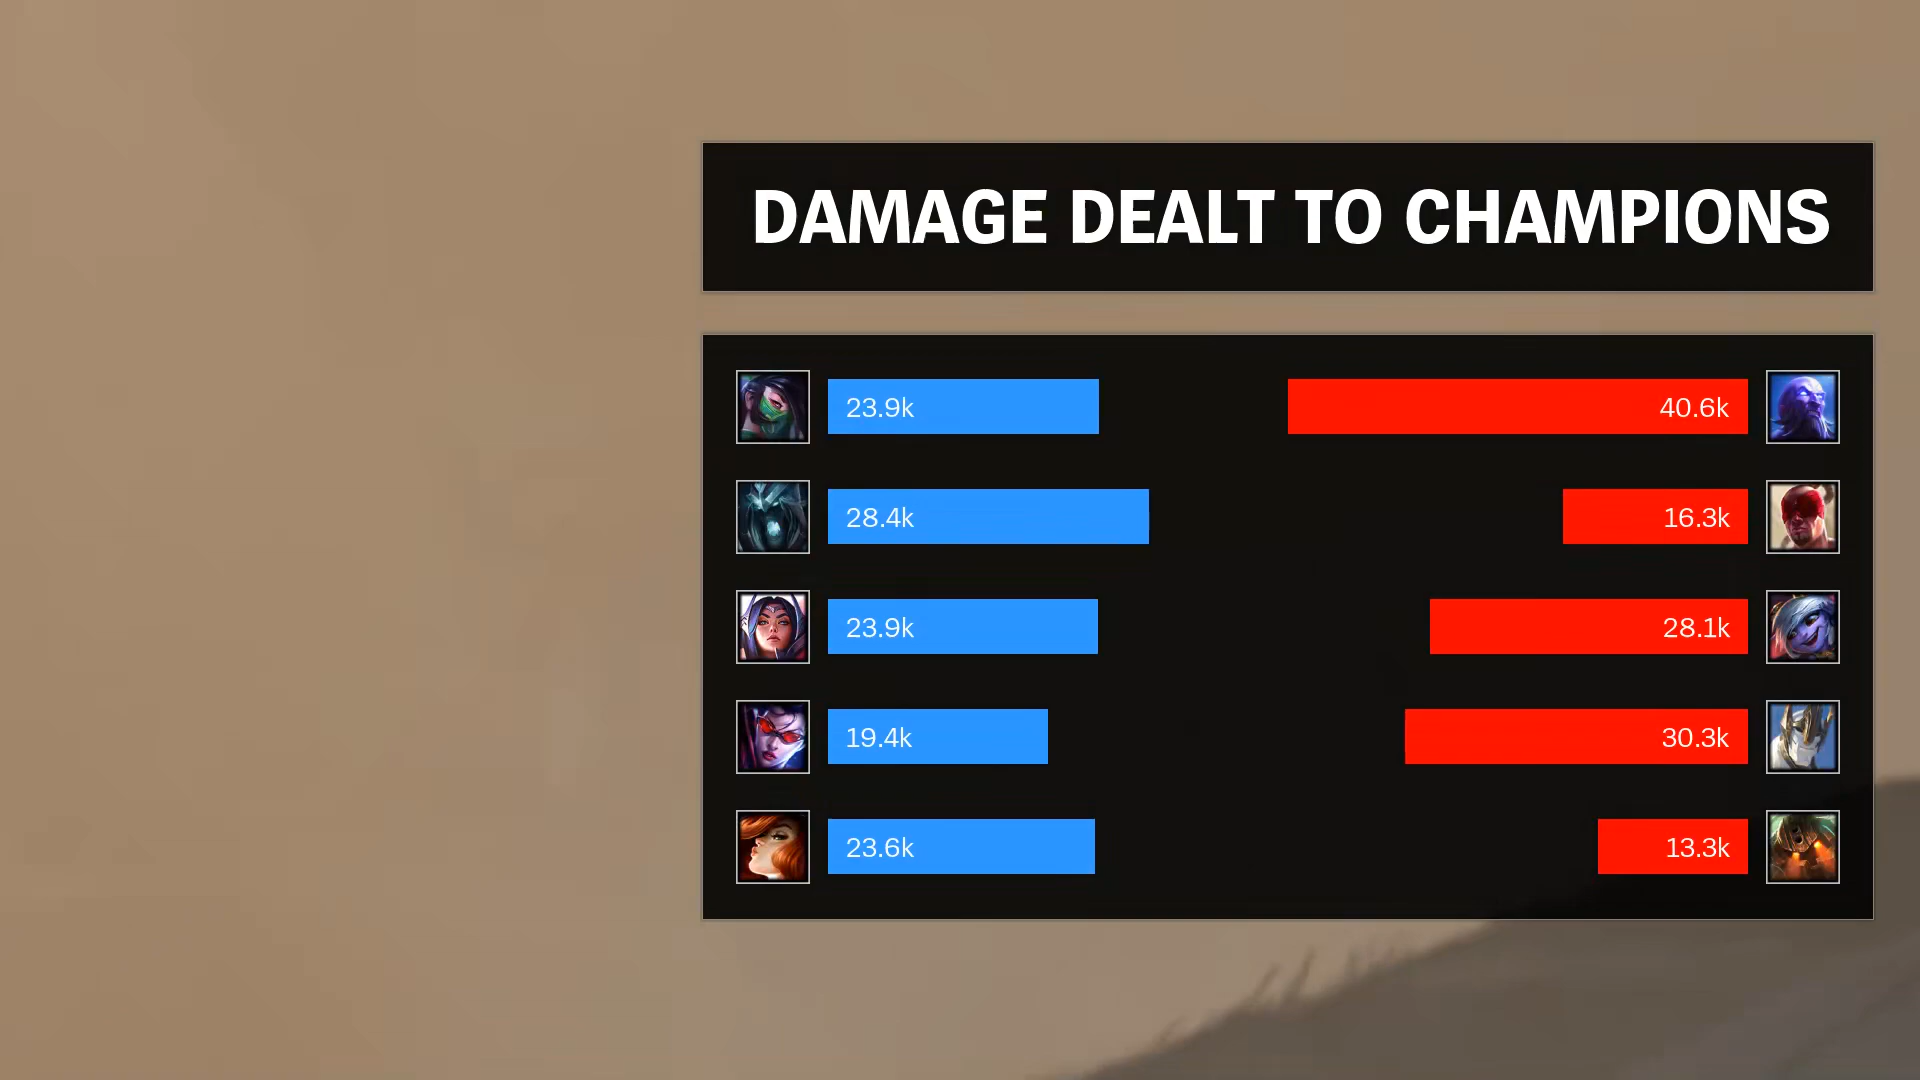 DAMAGE DEALT TO CHAMPIONS
23.9k 40.6k
28.4k 16.3k
23.9k 28.1k
19.4k 30.3k
23.6k 13.3k